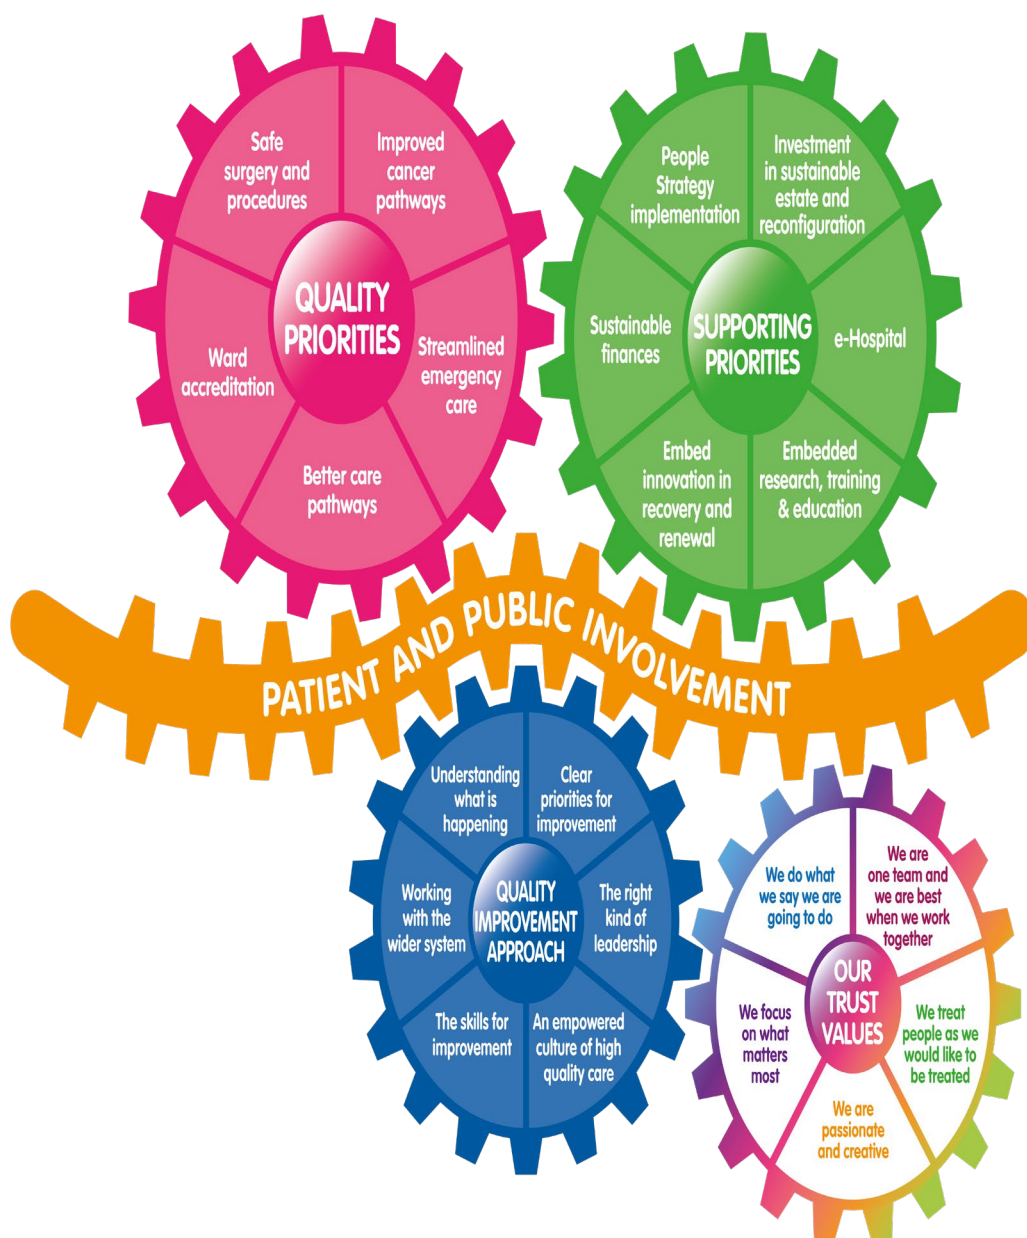 Safe
surgery and
procedures
Improved
cancer
pathways
QUALITY
PRIORITIES
Streamlined
emergency
care
Ward
accreditation
Better care
pathways
People
Strategy
implementation
Investment
in sustainable
estate and
reconfiguration
Sustainable
finances
SUPPORTING
PRIORITIES
e-Hospital
Embed
innovation in
recovery and
renewal
Embedded
research, training
& education
PATIENT AND PUBLIC INVOLVEMENT
Understanding
what is
happening
Clear
priorities for
improvement
Working
with the
wider system
QUALITY
IMPROVEMENT
APPROACH
The right
kind of
leadership
The skills for
improvement
An empowered
culture of high
quality care
We do what
we say we are
going to do
We are
one team and
we are best
when we work
together
OUR
TRUST
VALUES
We focus
on what
matters
most
We treat
people as we
would like to
be treated
We are
passionate
and creative